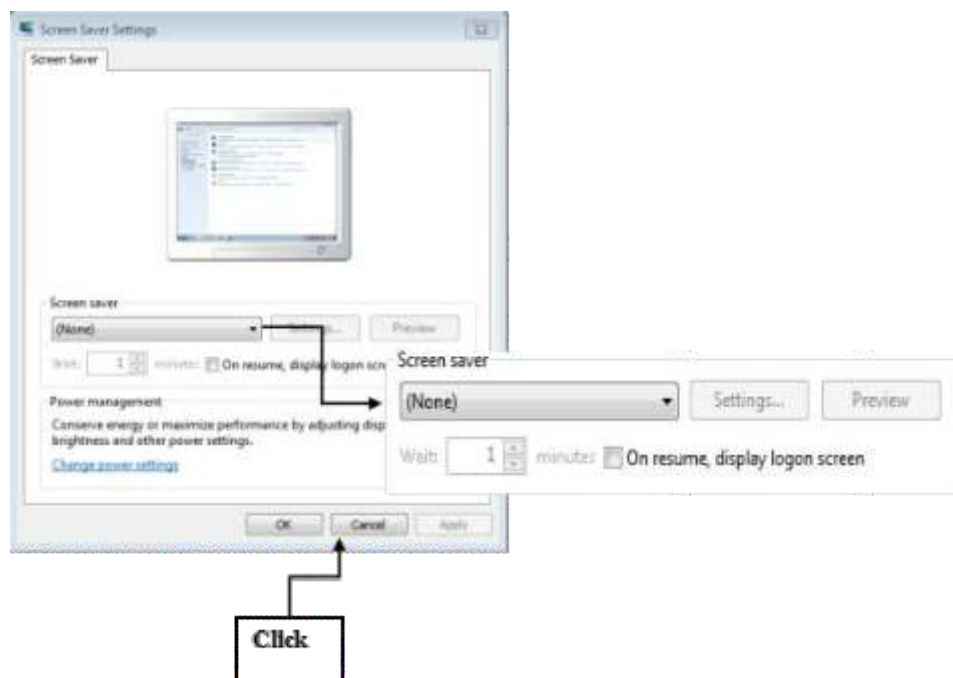 Screen Saver Settings
Screen Saver
Screen saver
(None) Settings... Preview
Wait: 1 minutes On resume, display logon scre
Power management
Conserve energy or maximize performance by adjusting disp
brightness and other power settings.
Change power settings
OK Cancel Apply
Screen saver
(None) Settings... Preview
Wait: 1 minutes On resume, display logon screen
Click